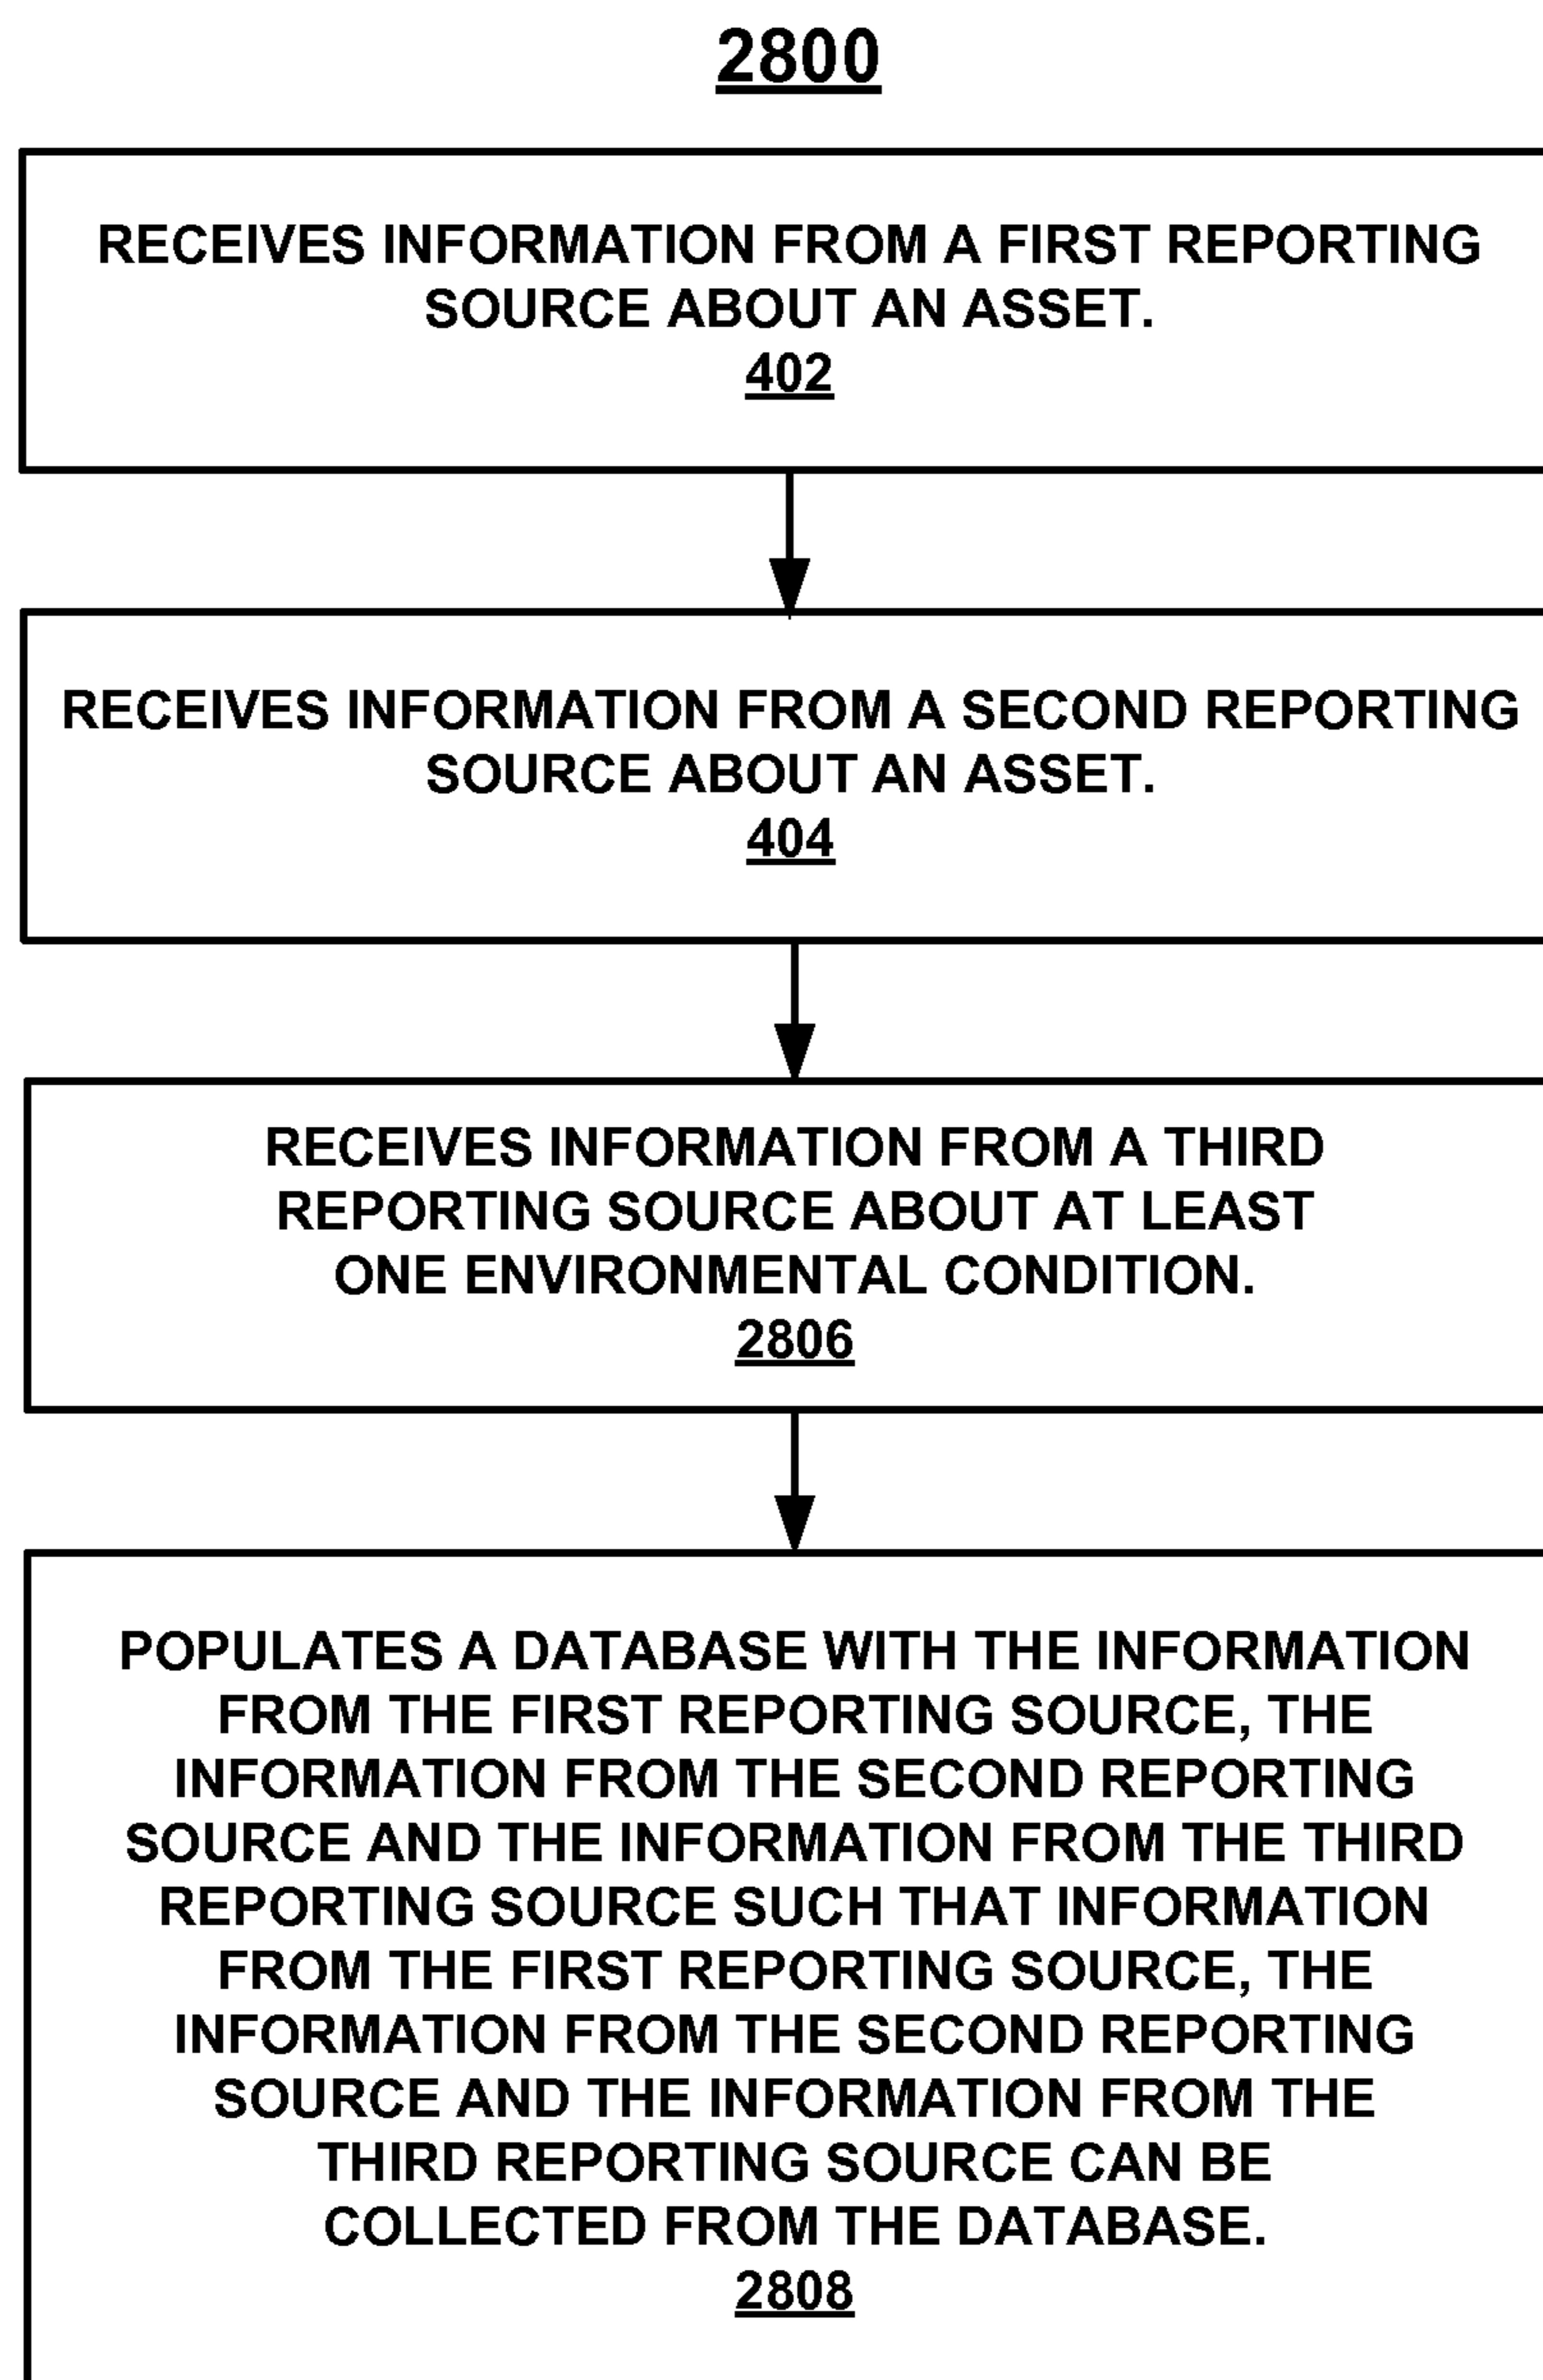 2800
RECEIVES INFORMATION FROM A FIRST REPORTING
SOURCE ABOUT AN ASSET.
402
RECEIVES INFORMATION FROM A SECOND REPORTING
SOURCE ABOUT AN ASSET.
404
RECEIVES INFORMATION FROM A THIRD
REPORTING SOURCE ABOUT AT LEAST
ONE ENVIRONMENTAL CONDITION.
2806
POPULATES A DATABASE WITH THE INFORMATION
FROM THE FIRST REPORTING SOURCE, THE
INFORMATION FROM THE SECOND REPORTING
SOURCE AND THE INFORMATION FROM THE THIRD
REPORTING SOURCE SUCH THAT INFORMATION
FROM THE FIRST REPORTING SOURCE, THE
INFORMATION FROM THE SECOND REPORTING
SOURCE AND THE INFORMATION FROM THE
THIRD REPORTING SOURCE CAN BE
COLLECTED FROM THE DATABASE.
2808